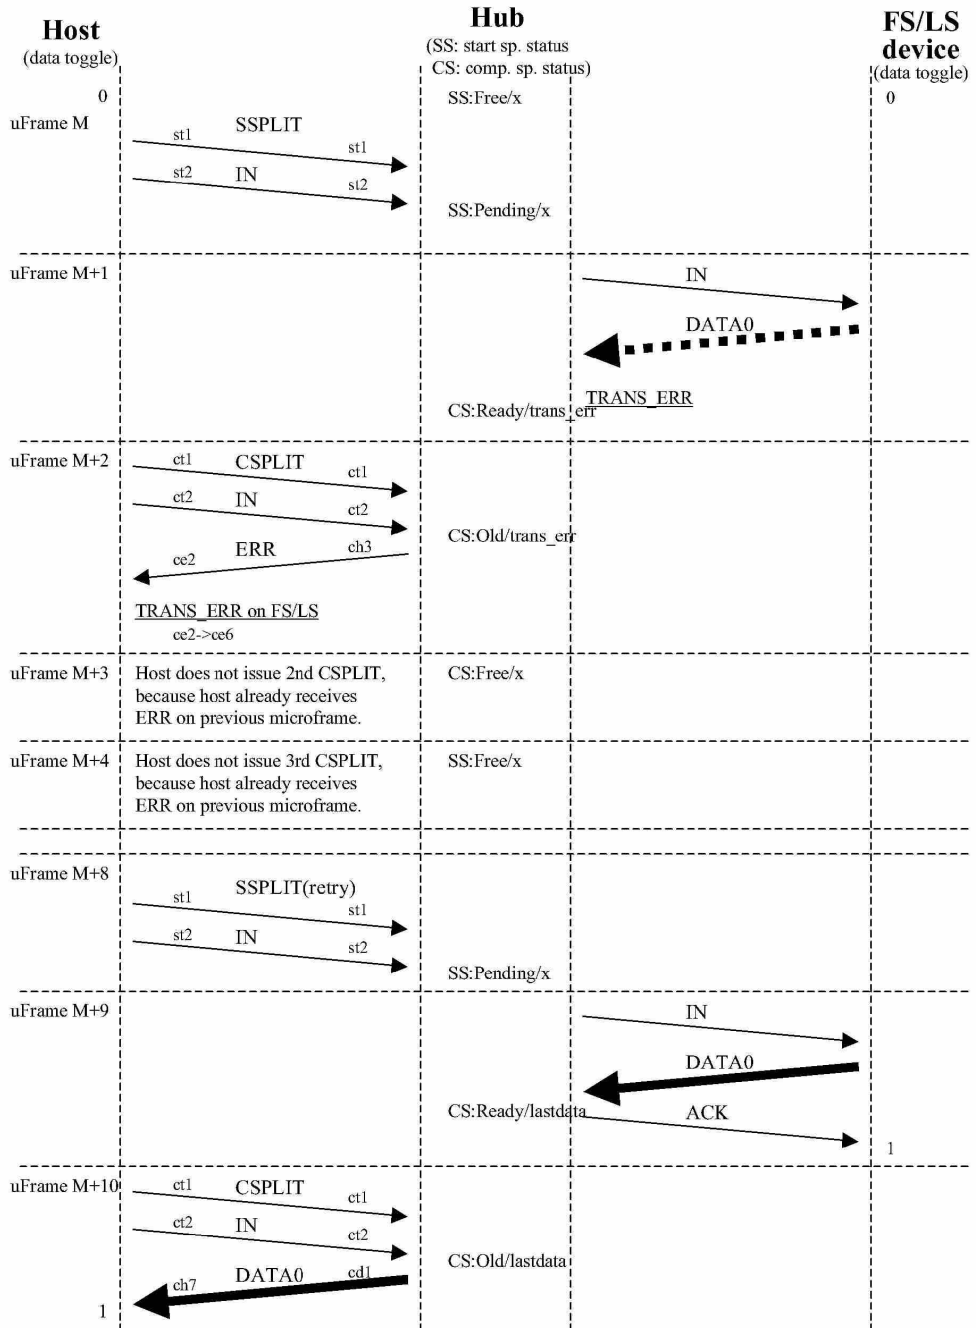 Host
(data toggle)
Hub
(SS: start sp. status
CS: comp. sp. status)
FS/LS
device
(data toggle)
0
SS:Free/x
0
uFrame M
SSPLIT
st1
st1
IN
st2
st2
SS:Pending/x
uFrame M+1
IN
DATA0
TRANS_ERR
CS:Ready/trans_err
uFrame M+2
CSPLIT
ct1
ct1
IN
ct2
ct2
CS:Old/trans_err
ERR
ch3
ce2
TRANS_ERR on FS/LS
ce2->ce6
uFrame M+3
Host does not issue 2nd CSPLIT,
because host already receives
ERR on previous microframe.
CS:Free/x
uFrame M+4
Host does not issue 3rd CSPLIT,
because host already receives
ERR on previous microframe.
SS:Free/x
uFrame M+8
SSPLIT(retry)
st1
st1
IN
st2
st2
SS:Pending/x
uFrame M+9
IN
DATA0
CS:Ready/lastdata
ACK
1
uFrame M+10
CSPLIT
ct1
ct1
IN
ct2
ct2
CS:Old/lastdata
DATA0
cd1
ch7
1